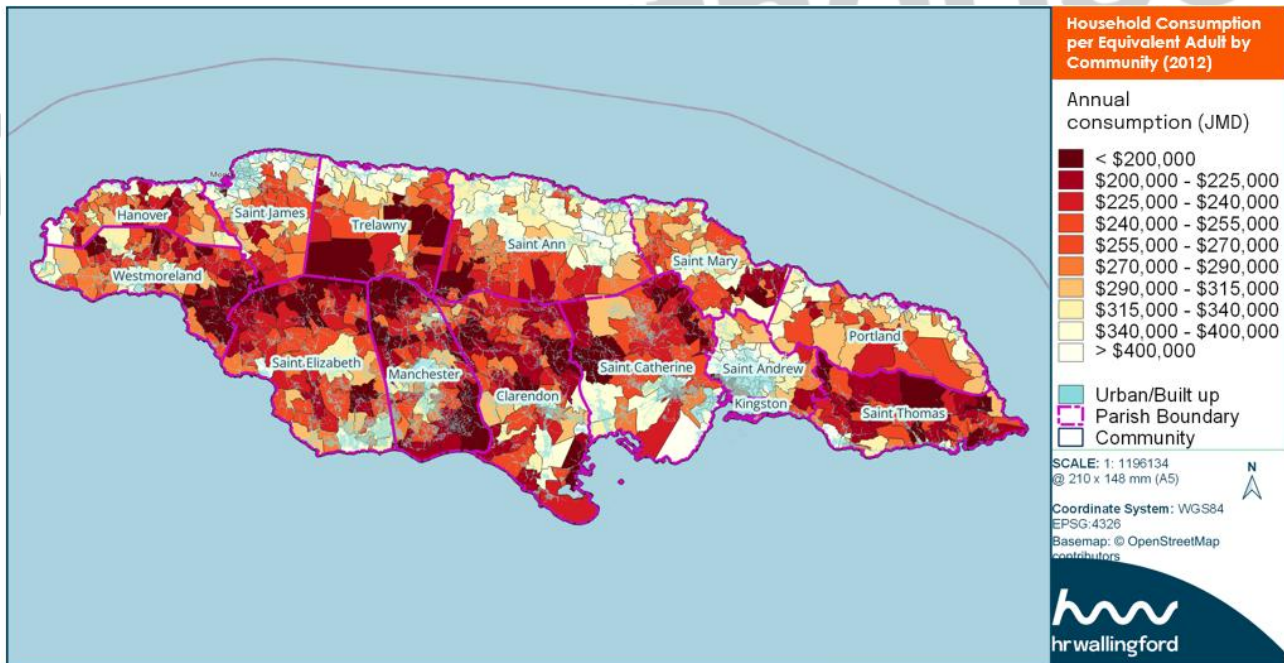 Household Consumption
per Equivalent Adult by
Community (2012)
Annual
consumption (JMD)
< $200,000
$200,000 - $225,000
$225,000 - $240,000
$240,000 - $255,000
$255,000 - $270,000
$270,000 - $290,000
$290,000 - $315,000
$315,000 - $340,000
$340,000 - $400,000
> $400,000
Urban/Built up
Parish Boundary
Community
SCALE: 1: 1196134
@ 210 x 148 mm (A5)
N
Coordinate System: WGS84
EPSG:4326
Basemap: © OpenStreetMap
contributors
hrwallingford
Hanover
Saint James
Trelawny
Saint Ann
Saint Mary
Westmoreland
Portland
Saint Elizabeth
Manchester
Clarendon
Saint Catherine
Saint Andrew
Kingston
Saint Thomas